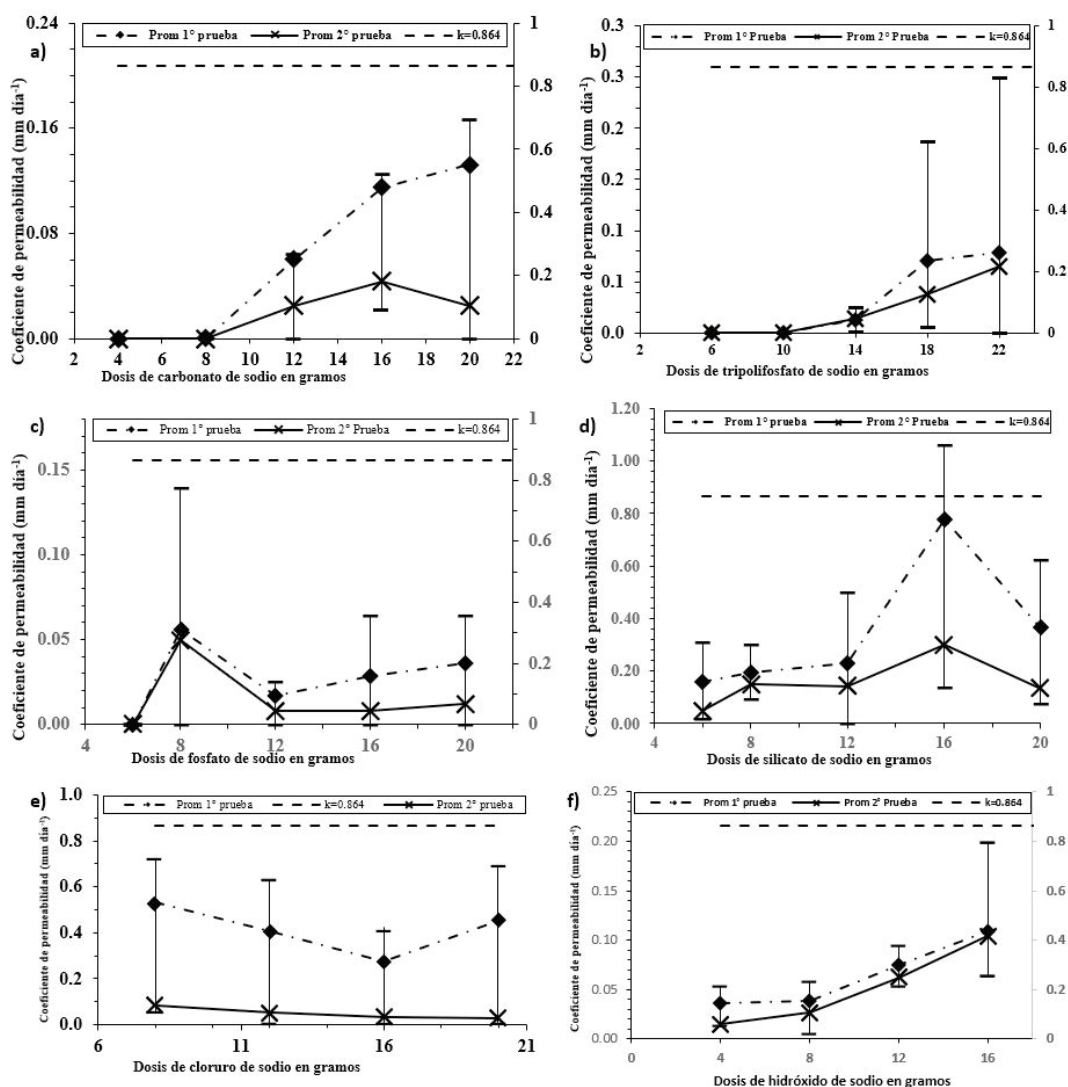 a)
0.24
0.16
0.08
0.00
Coeficiente de permeabilidad (mm día-1)
Prom 1° prueba
Prom 2° prueba
k=0.864
1
0.8
0.6
0.4
0.2
0
2 4 6 8 10 12 14 16 18 20 22
Dosis de carbonato de sodio en gramos
b)
0.3
0.3
0.2
0.2
0.1
0.1
0.0
Coeficiente de permeabilidad (mm día-1)
Prom 1° Prueba
Prom 2° Prueba
k=0.864
1
0.8
0.6
0.4
0.2
0
2 6 10 14 18 22
Dosis de tripolifosfato de sodio en gramos
c)
0.15
0.10
0.05
0.00
Coeficiente de permeabilidad (mm día-1)
Prom 1° prueba
Prom 2° Prueba
k=0.864
1
0.8
0.6
0.4
0.2
0
4 8 12 16 20
Dosis de fosfato de sodio en gramos
d)
1.20
1.00
0.80
0.60
0.40
0.20
0.00
Coeficiente de permeabilidad (mm día-1)
Prom 1° prueba
Prom 2° Prueba
k=0.864
4 8 12 16 20
Dosis de silicato de sodio en gramos
e)
1.0
0.8
0.6
0.4
0.2
0.0
Coeficiente de permeabilidad (mm día-1)
Prom 1° prueba
k=0.864
Prom 2° prueba
6 11 16 21
Dosis de cloruro de sodio en gramos
f)
0.25
0.20
0.15
0.10
0.05
0.00
Coeficiente de permeabilidad (mm día-1)
Prom 1° prueba
Prom 2° Prueba
k=0.864
1
0.8
0.6
0.4
0.2
0
0 4 8 12 16
Dosis de hidróxido de sodio en gramos